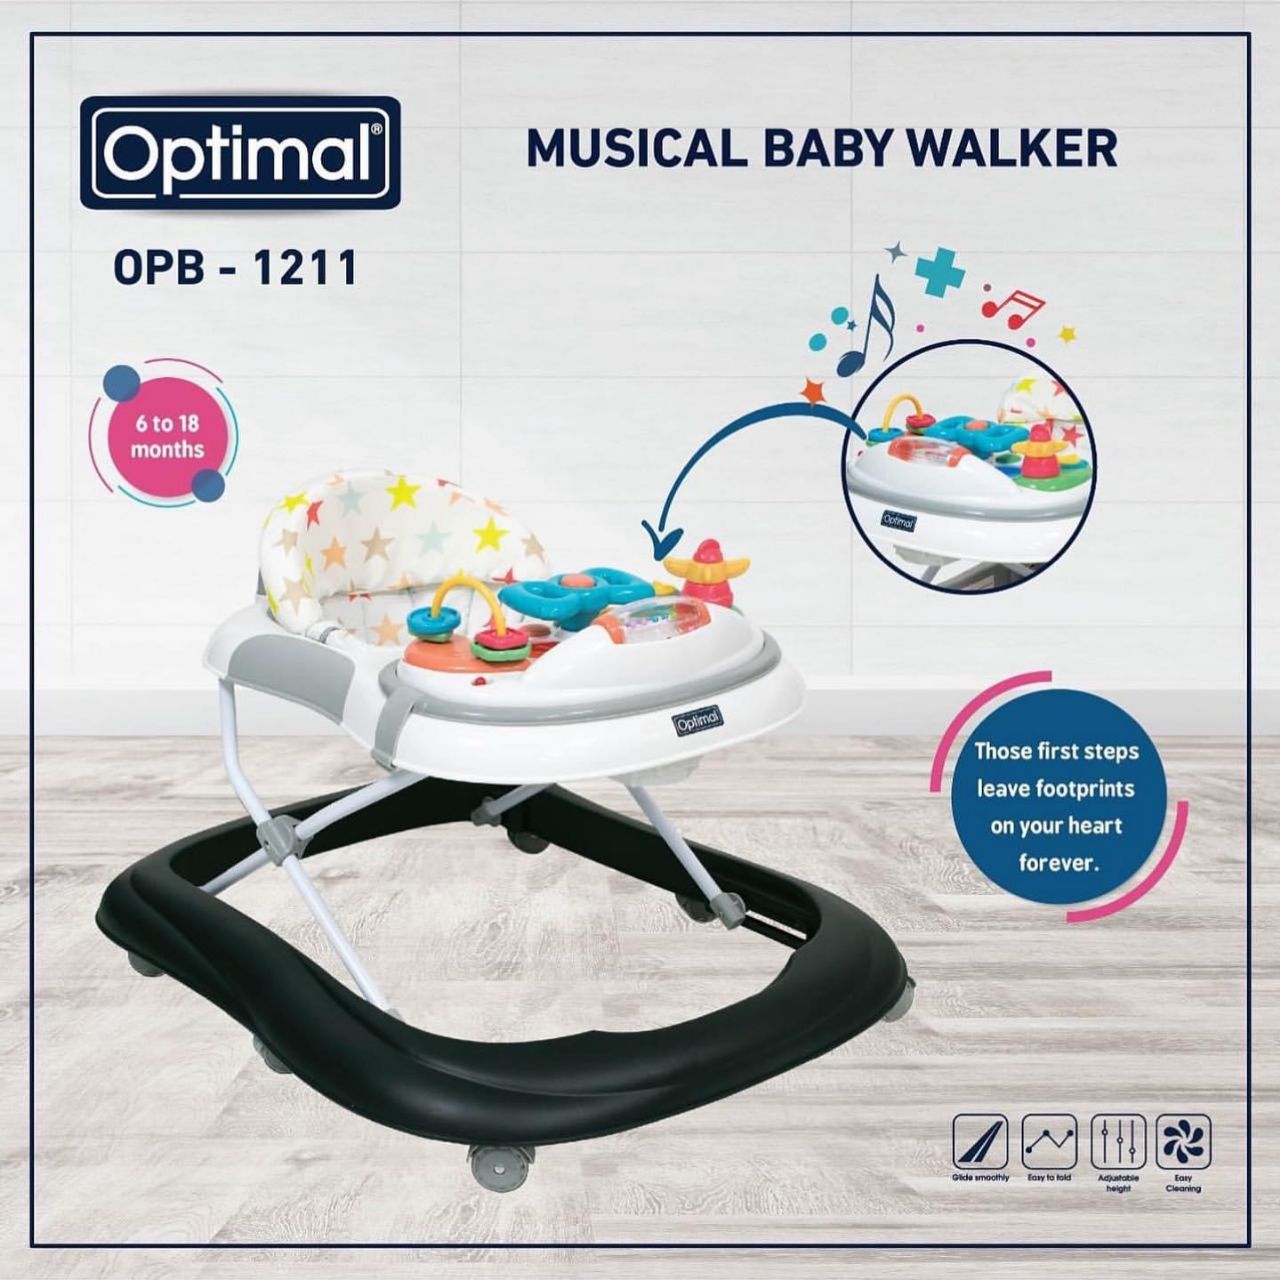 Optimal®
MUSICAL BABY WALKER
OPB - 1211
6 to 18
months
Optimal
Optimal
Those first steps
leave footprints
on your heart
forever.
Glide smoothly
Easy to fold
Adjustable
height
Easy
Cleaning